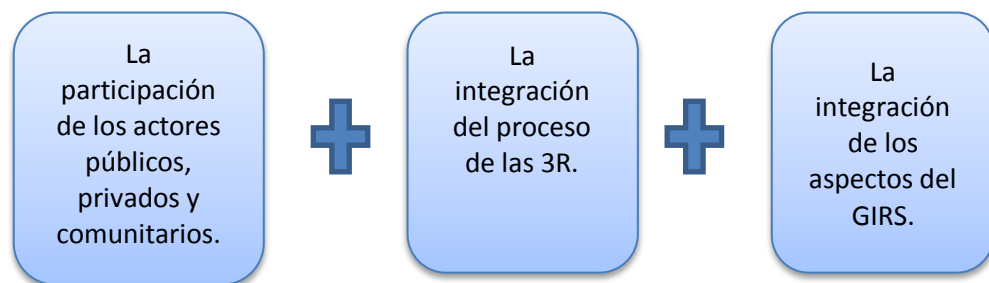 La
participación
de los actores
públicos,
privados y
comunitarios.
La
integración
del proceso
de las 3R.
La
integración
de los
aspectos del
GIRS.